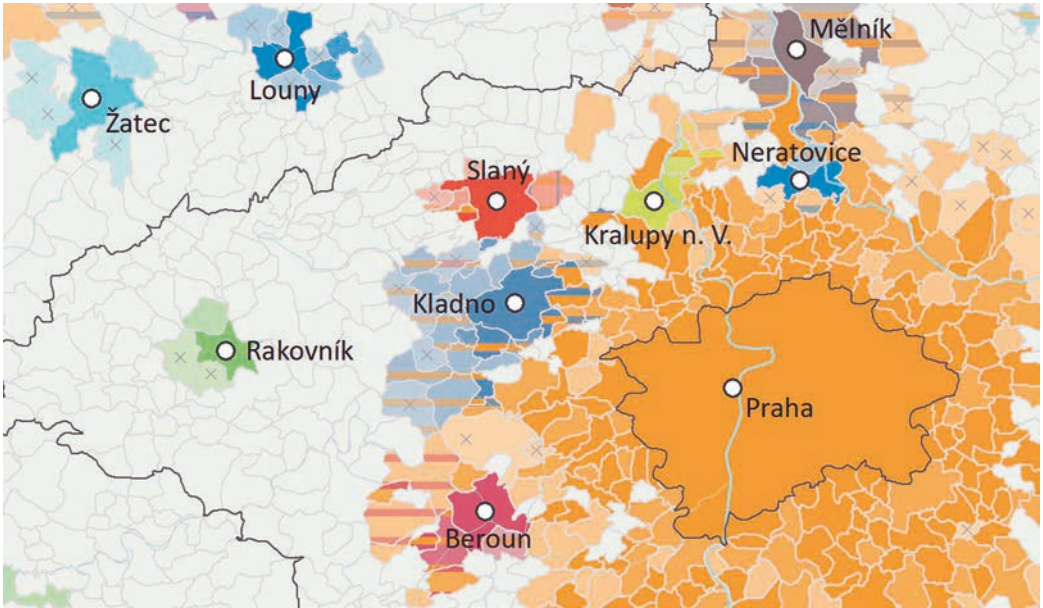 Mělník
Louny
Žatec
Neratovice
Slaný
Kralupy n. V.
Kladno
Rakovník
Praha
Beroun